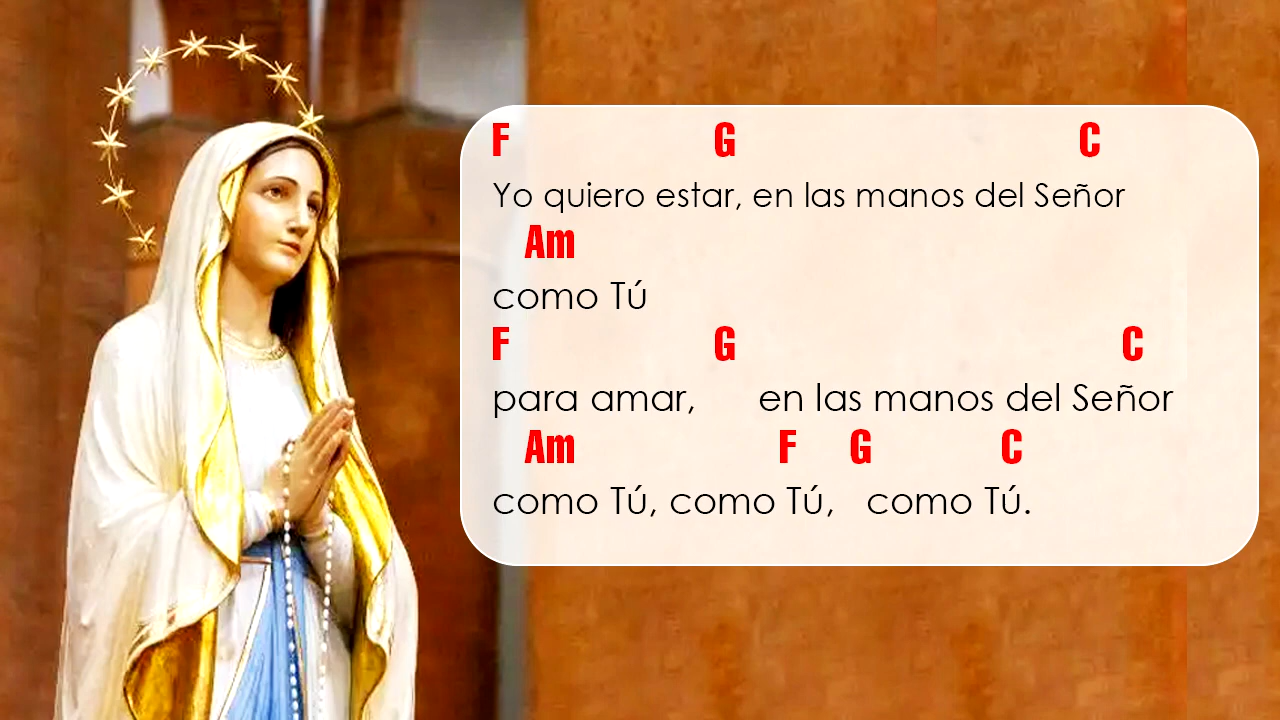 F G C
Yo quiero estar, en las manos del Señor
Am
como Tú
F G C
para amar, en las manos del Señor
Am F G C
como Tú, como Tú, como Tú.